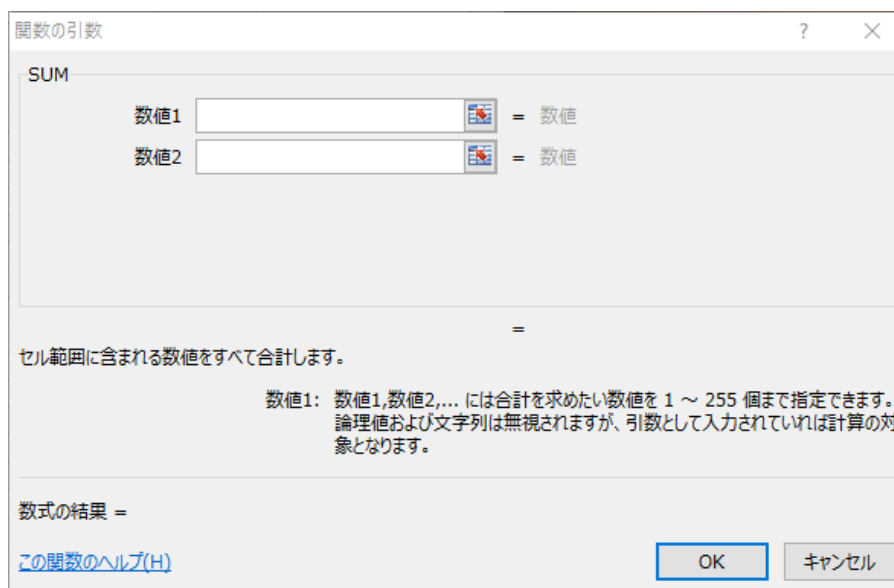 関数の引数
SUM
数値1 = 数値
数値2 = 数値
=
セル範囲に含まれる数値をすべて合計します。
数値1: 数値1,数値2,... には合計を求めたい数値を 1 ～ 255 個まで指定できます。
論理値および文字列は無視されますが、引数として入力されていれば計算の対
象となります。
数式の結果 =
この関数のヘルプ(H)
OK
キャンセル